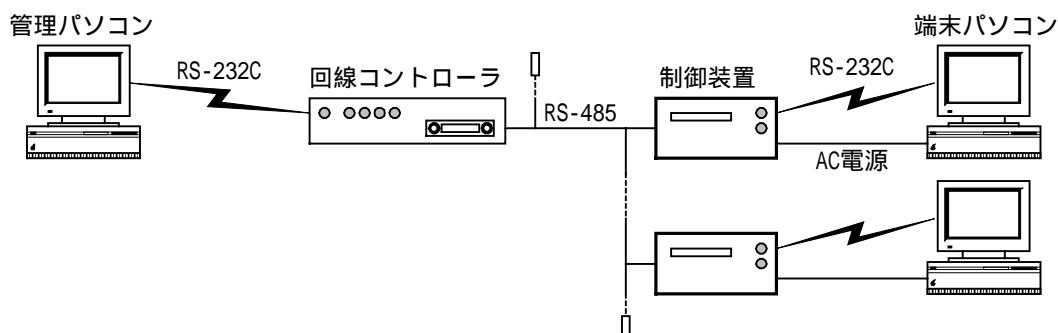 管理パソコン
RS-232C
回線コントローラ
RS-485
制御装置
RS-232C
端末パソコン
AC電源